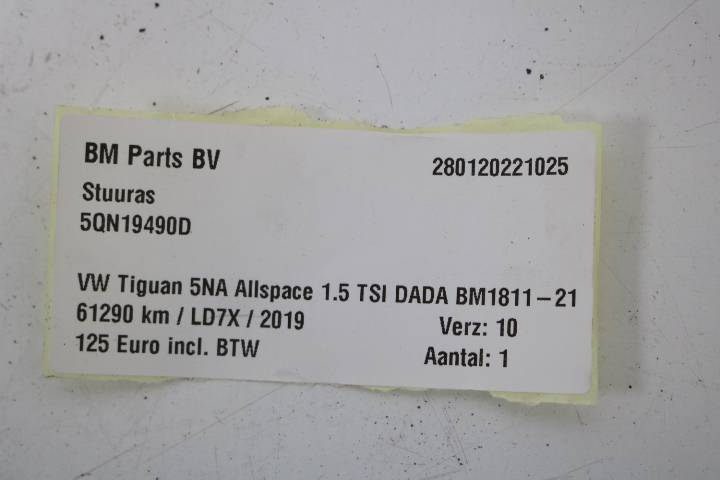 BM Parts BV 280120221025
Stuuras
5QN19490D
VW Tiguan 5NA Allspace 1.5 TSI DADA BM1811-21
61290 km / LD7X / 2019 Verz: 10
125 Euro incl. BTW Aantal: 1